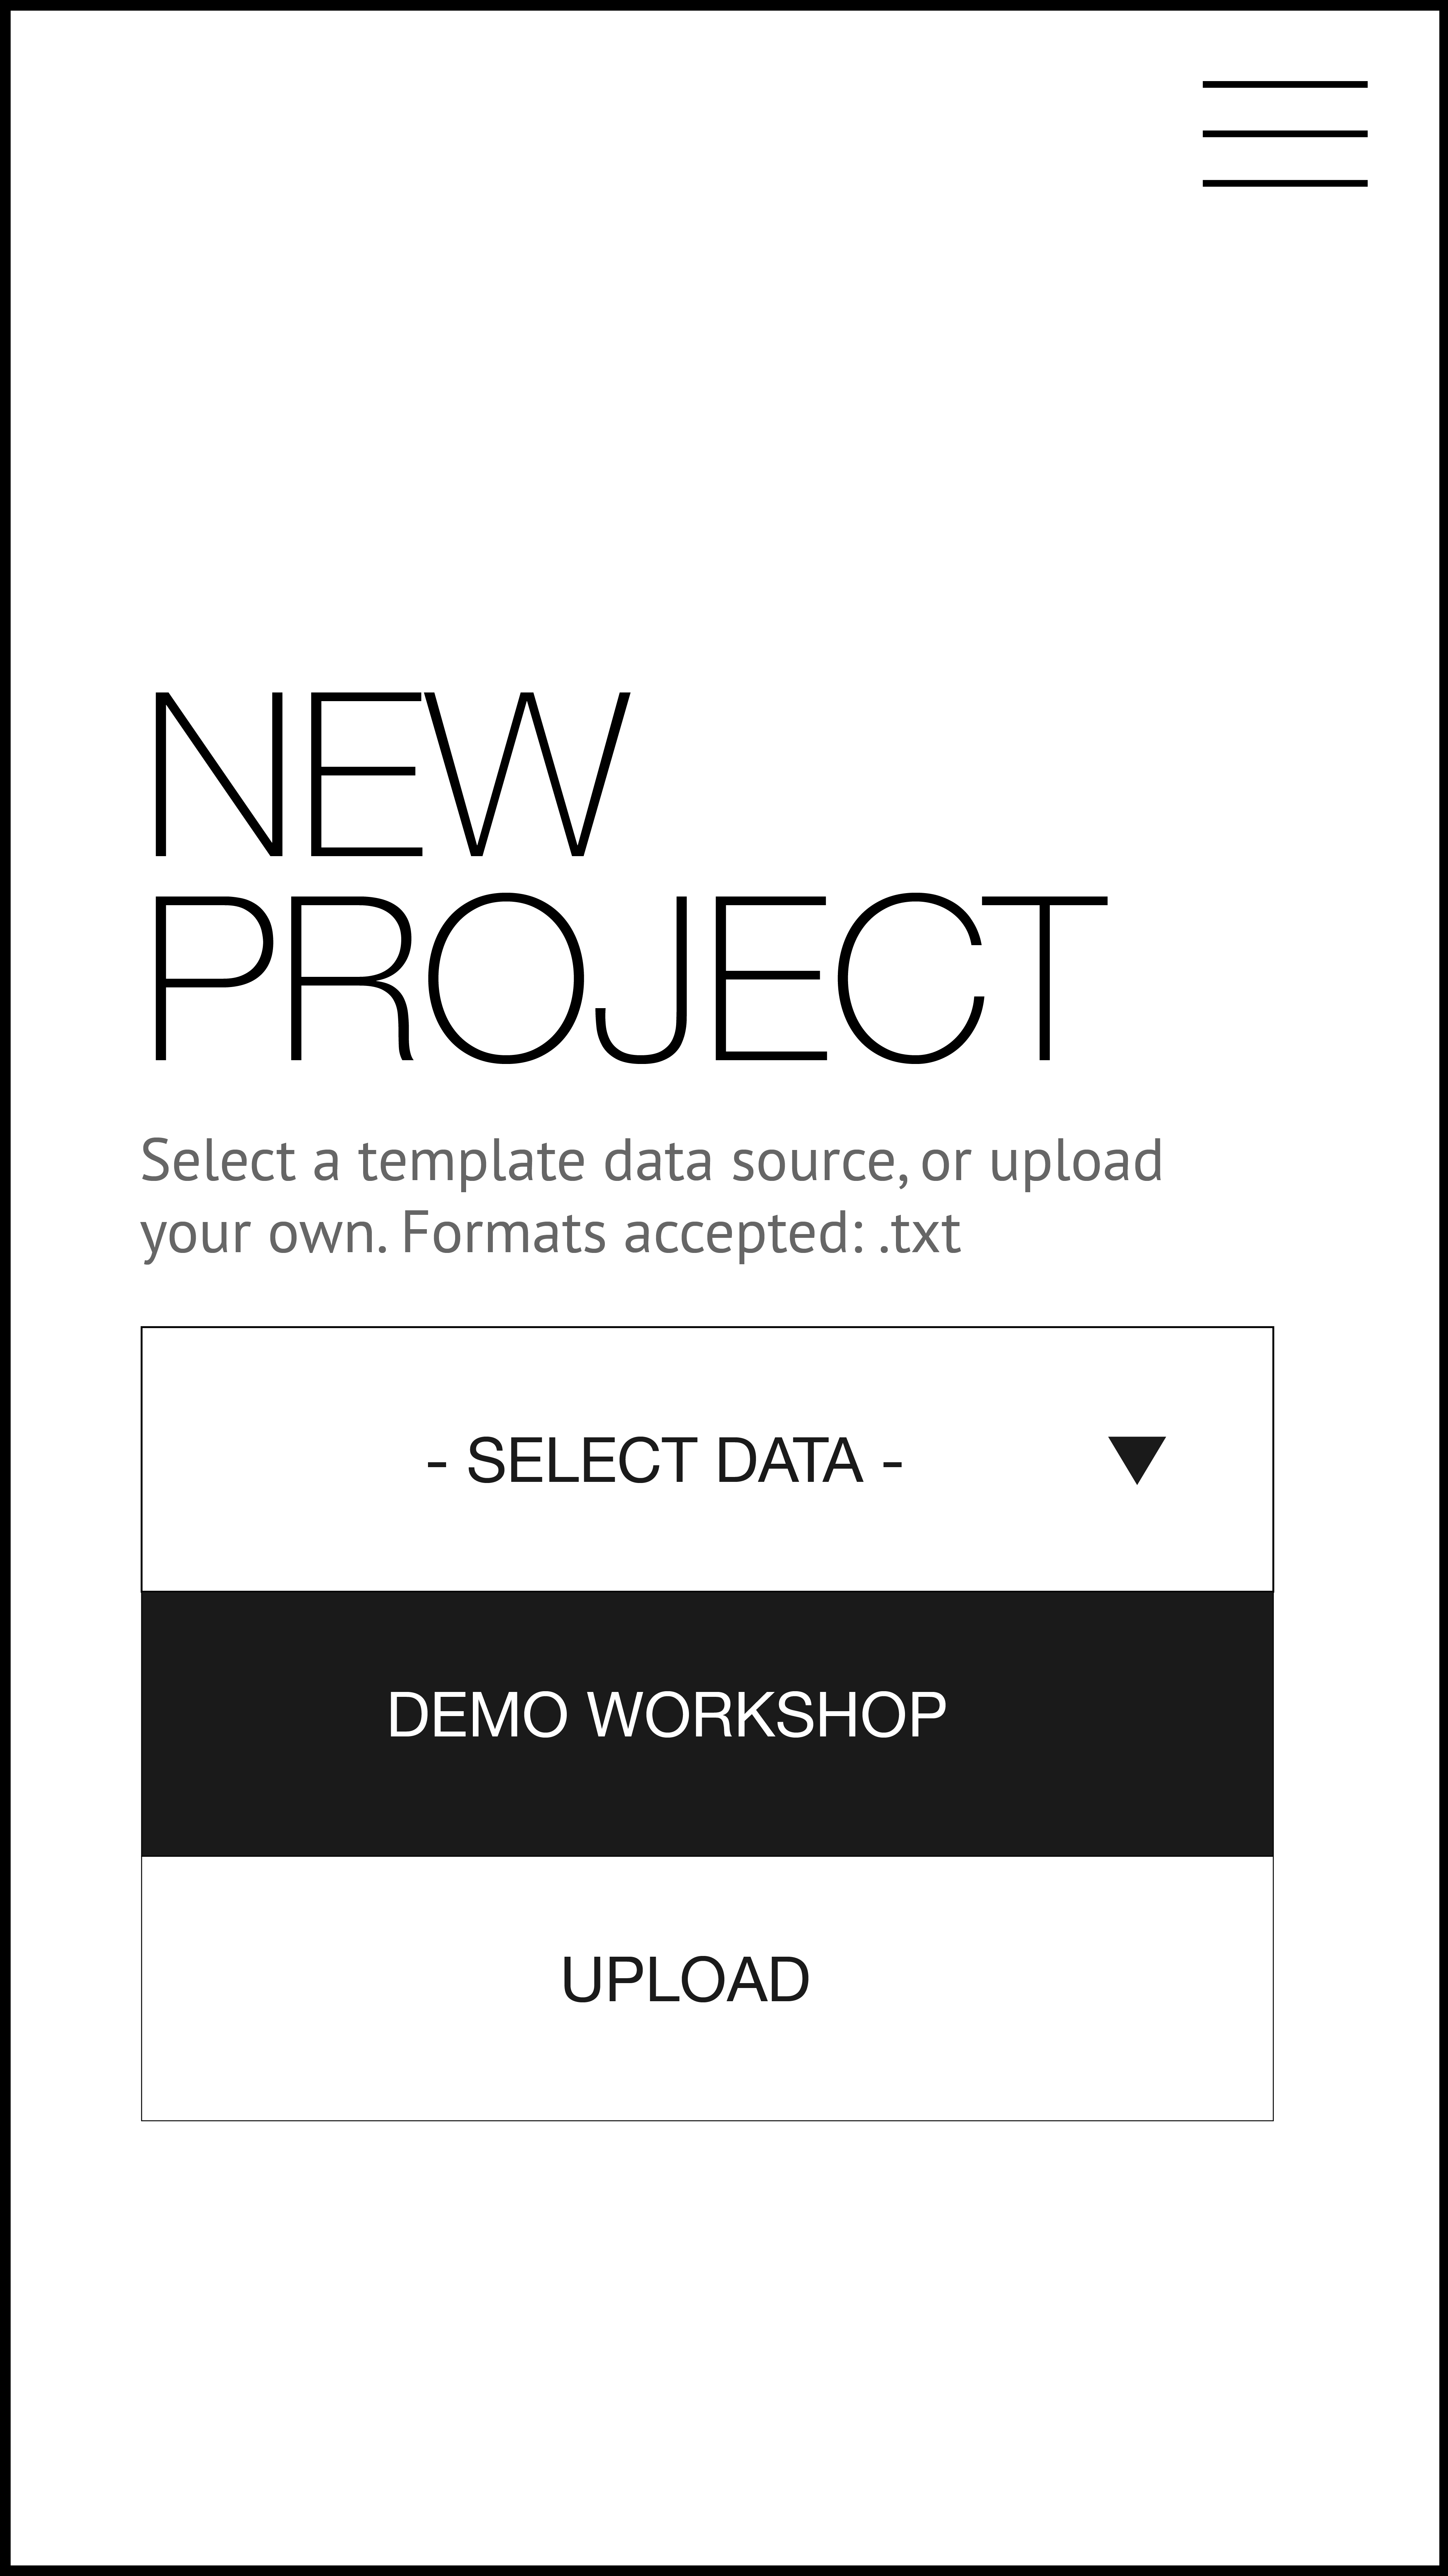 NEW
PROJECT
Select a template data source, or upload
your own. Formats accepted: .txt
- SELECT DATA -
DEMO WORKSHOP
UPLOAD